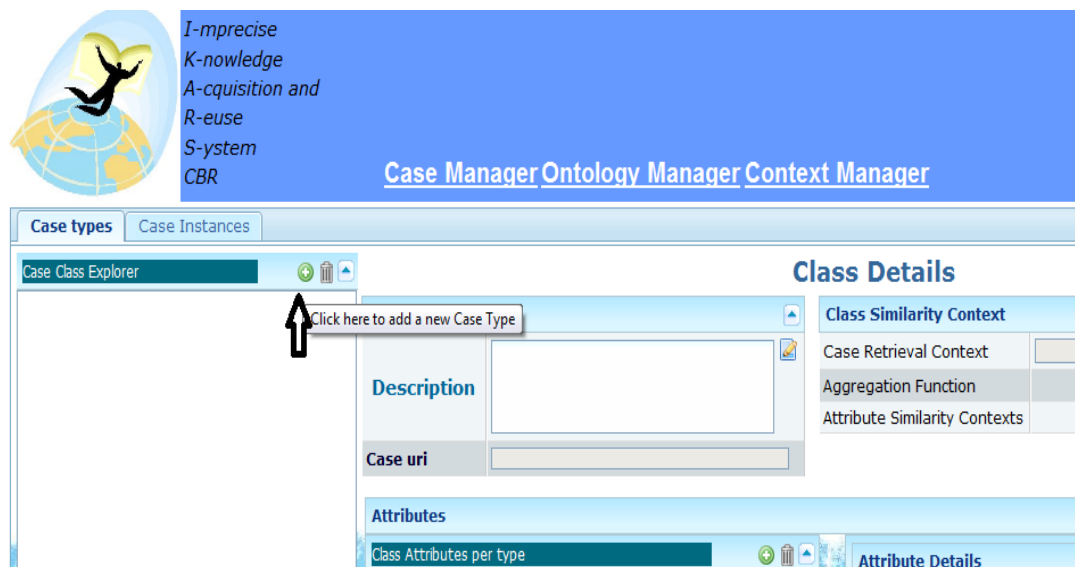 I-mprecise
K-nowledge
A-cquisition and
R-euse
S-ystem
CBR
Case Manager Ontology Manager Context Manager
Case types Case Instances
Case Class Explorer
Class Details
Click here to add a new Case Type
Class Similarity Context
Case Retrieval Context
Description
Aggregation Function
Attribute Similarity Contexts
Case uri
Attributes
Class Attributes per type
Attribute Details